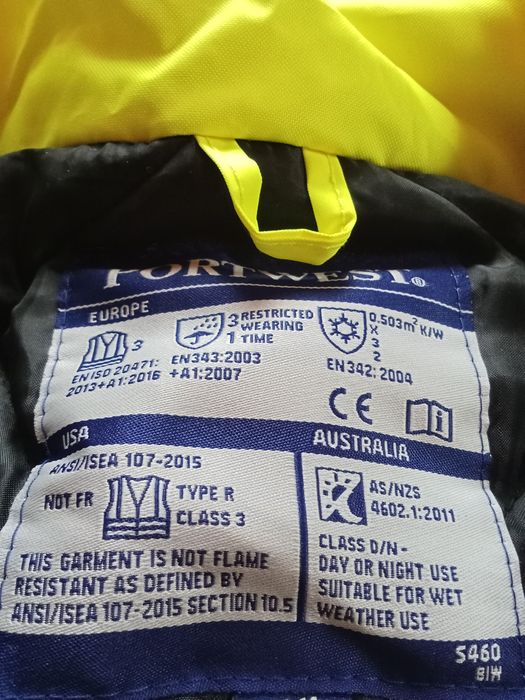 PORTWEST®
EUROPE
3
EN ISO 20471:
2013+A1:2016
3 RESTRICTED
WEARING
1 TIME
EN343:2003
+A1:2007
0.503m² K/W
X
3
2
EN342:2004
CE
i
USA
ANSI/ISEA 107-2015
NOT FR
TYPE R
CLASS 3
THIS GARMENT IS NOT FLAME
RESISTANT AS DEFINED BY
ANSI/ISEA 107-2015 SECTION 10.5
AUSTRALIA
AS/NZS
4602.1:2011
CLASS D/N-
DAY OR NIGHT USE
SUITABLE FOR WET
WEATHER USE
S460